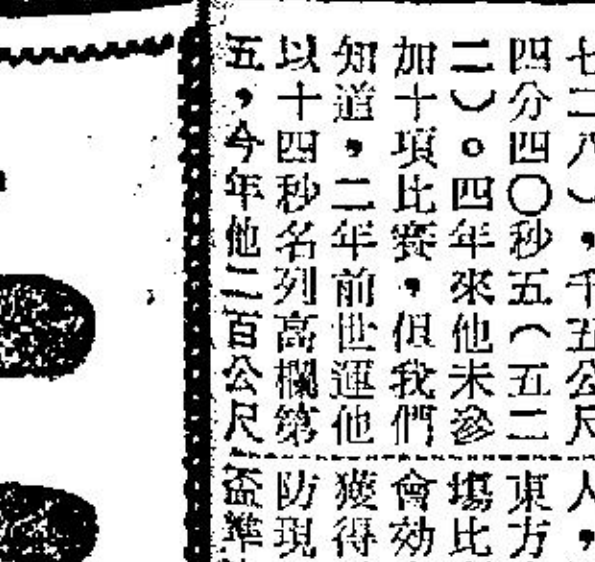 七二八），千五公尺
四分四〇秒五（五二
二）。四年來他未參
加十項比賽，但我們
知道，二年前世運他
以十四秒名列高欄第
五，今年他二百公尺
人，
東方
塲比
會効
獲得
防現
盃準